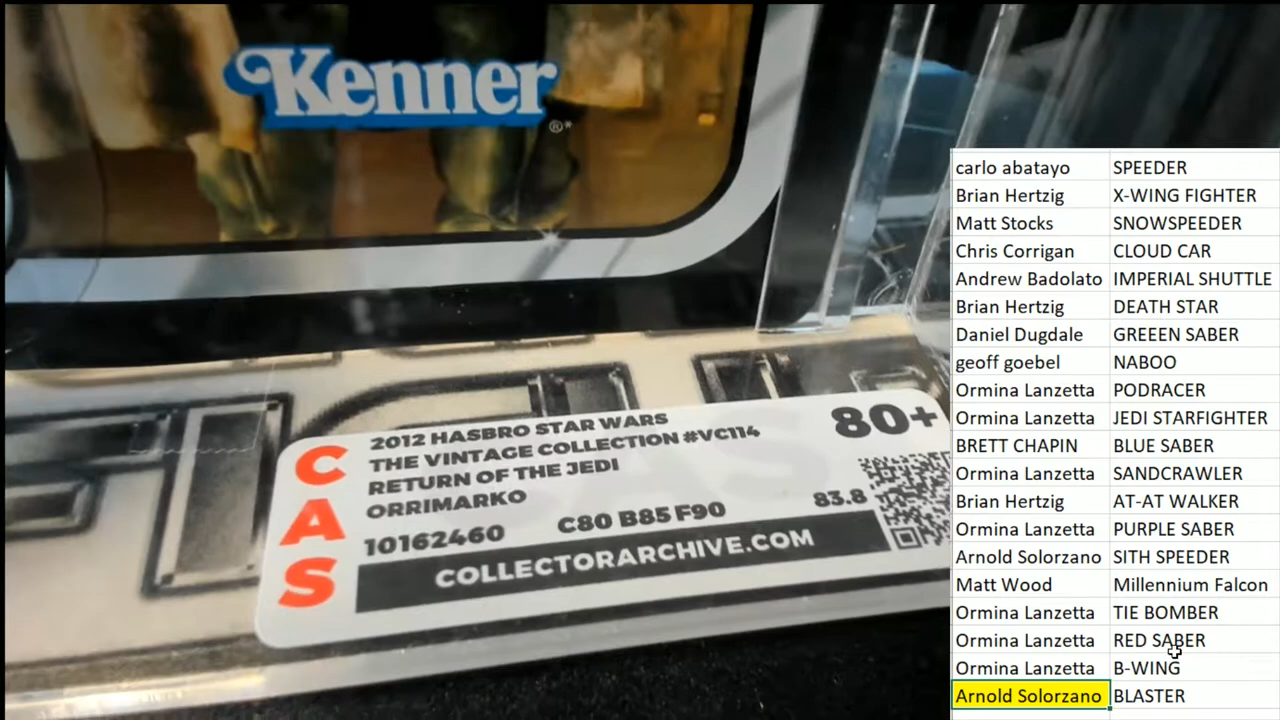 Kenner
®*
C
A
S
2012 HASBRO STAR WARS
THE VINTAGE COLLECTION #VC114
RETURN OF THE JEDI
ORRIMARKO
80+
10162460 C80 B85 F90 83.8
COLLECTORARCHIVE.COM
carlo abatayo SPEEDER
Brian Hertzig X-WING FIGHTER
Matt Stocks SNOWSPEEDER
Chris Corrigan CLOUD CAR
Andrew Badolato IMPERIAL SHUTTLE
Brian Hertzig DEATH STAR
Daniel Dugdale GREEEN SABER
geoff goebel NABOO
Ormina Lanzetta PODRACER
Ormina Lanzetta JEDI STARFIGHTER
BRETT CHAPIN BLUE SABER
Ormina Lanzetta SANDCRAWLER
Brian Hertzig AT-AT WALKER
Ormina Lanzetta PURPLE SABER
Arnold Solorzano SITH SPEEDER
Matt Wood Millennium Falcon
Ormina Lanzetta TIE BOMBER
Ormina Lanzetta RED SABER
Ormina Lanzetta B-WING
Arnold Solorzano BLASTER